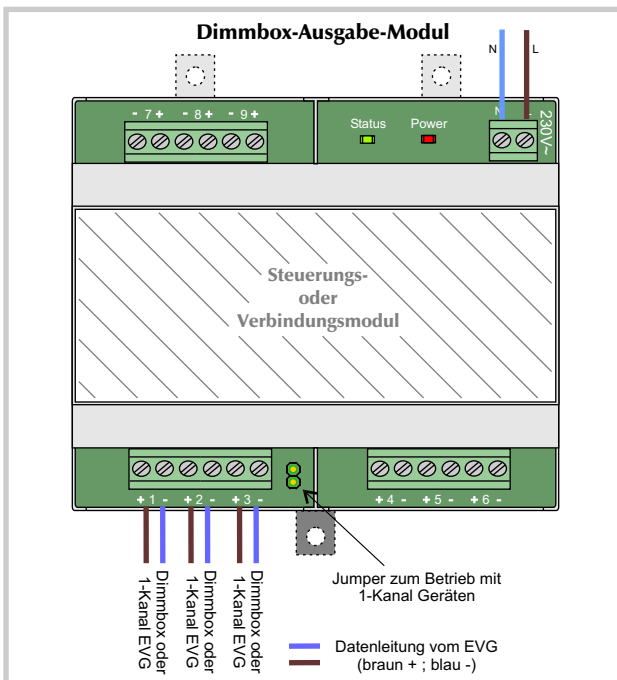 Dimmbox-Ausgabe-Modul
N L
- 7 + - 8 + - 9 +
Status Power
N
230V~
Steuerungs-
oder
Verbindungsmodul
+ 1 - + 2 - + 3 -
+ 4 - + 5 - + 6 -
Dimmbox oder
1-Kanal EVG
Dimmbox oder
1-Kanal EVG
Dimmbox oder
1-Kanal EVG
Jumper zum Betrieb mit
1-Kanal Geräten
Datenleitung vom EVG
(braun + ; blau -)